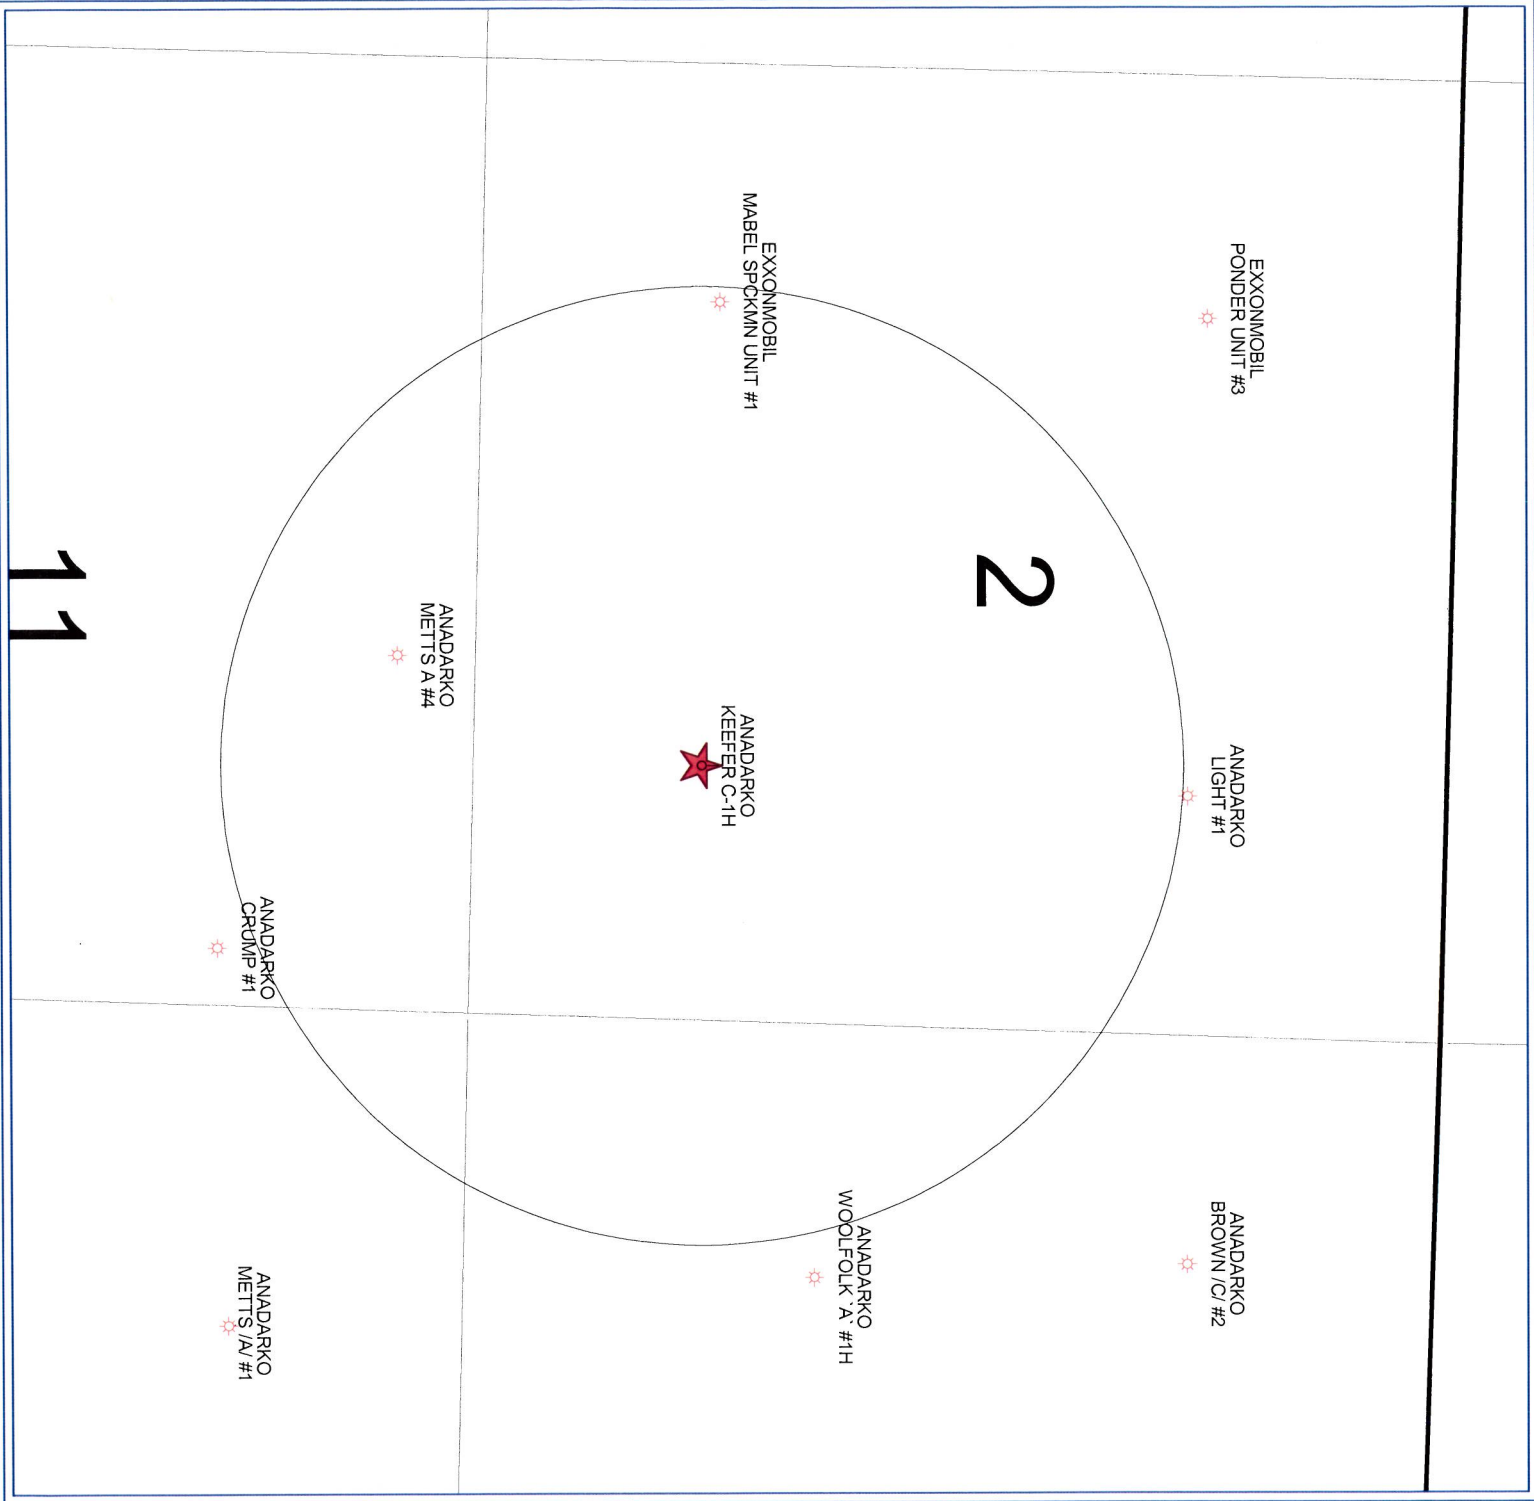 EXXONMOBIL
PONDER UNIT #3
ANADARKO
LIGHT #1
ANADARKO
BROWN /C/ #2
2
EXXONMOBIL
MABEL SPCKMN UNIT #1
ANADARKO
KEEFER C-1H
ANADARKO
WOOLFOLK `A` #1H
ANADARKO
METTS A #4
ANADARKO
CRUMP #1
ANADARKO
METTS /A/ #1
11